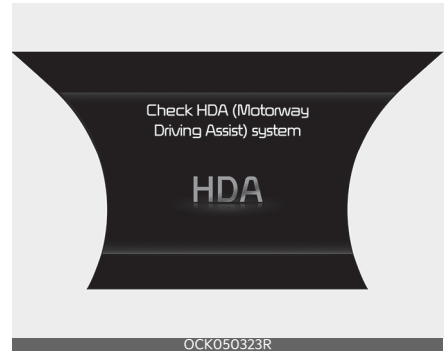 Check HDA (Motorway
Driving Assist) system
HDA
OCK050323R